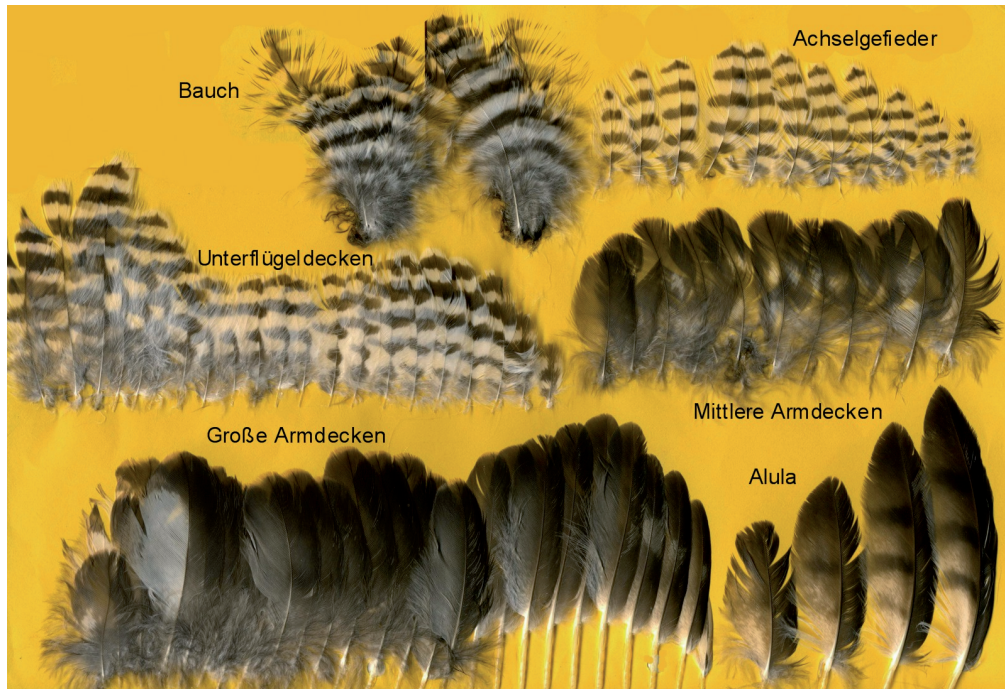 Achselgefieder
Bauch
Unterflügeldecken
Mittlere Armdecken
Große Armdecken
Alula